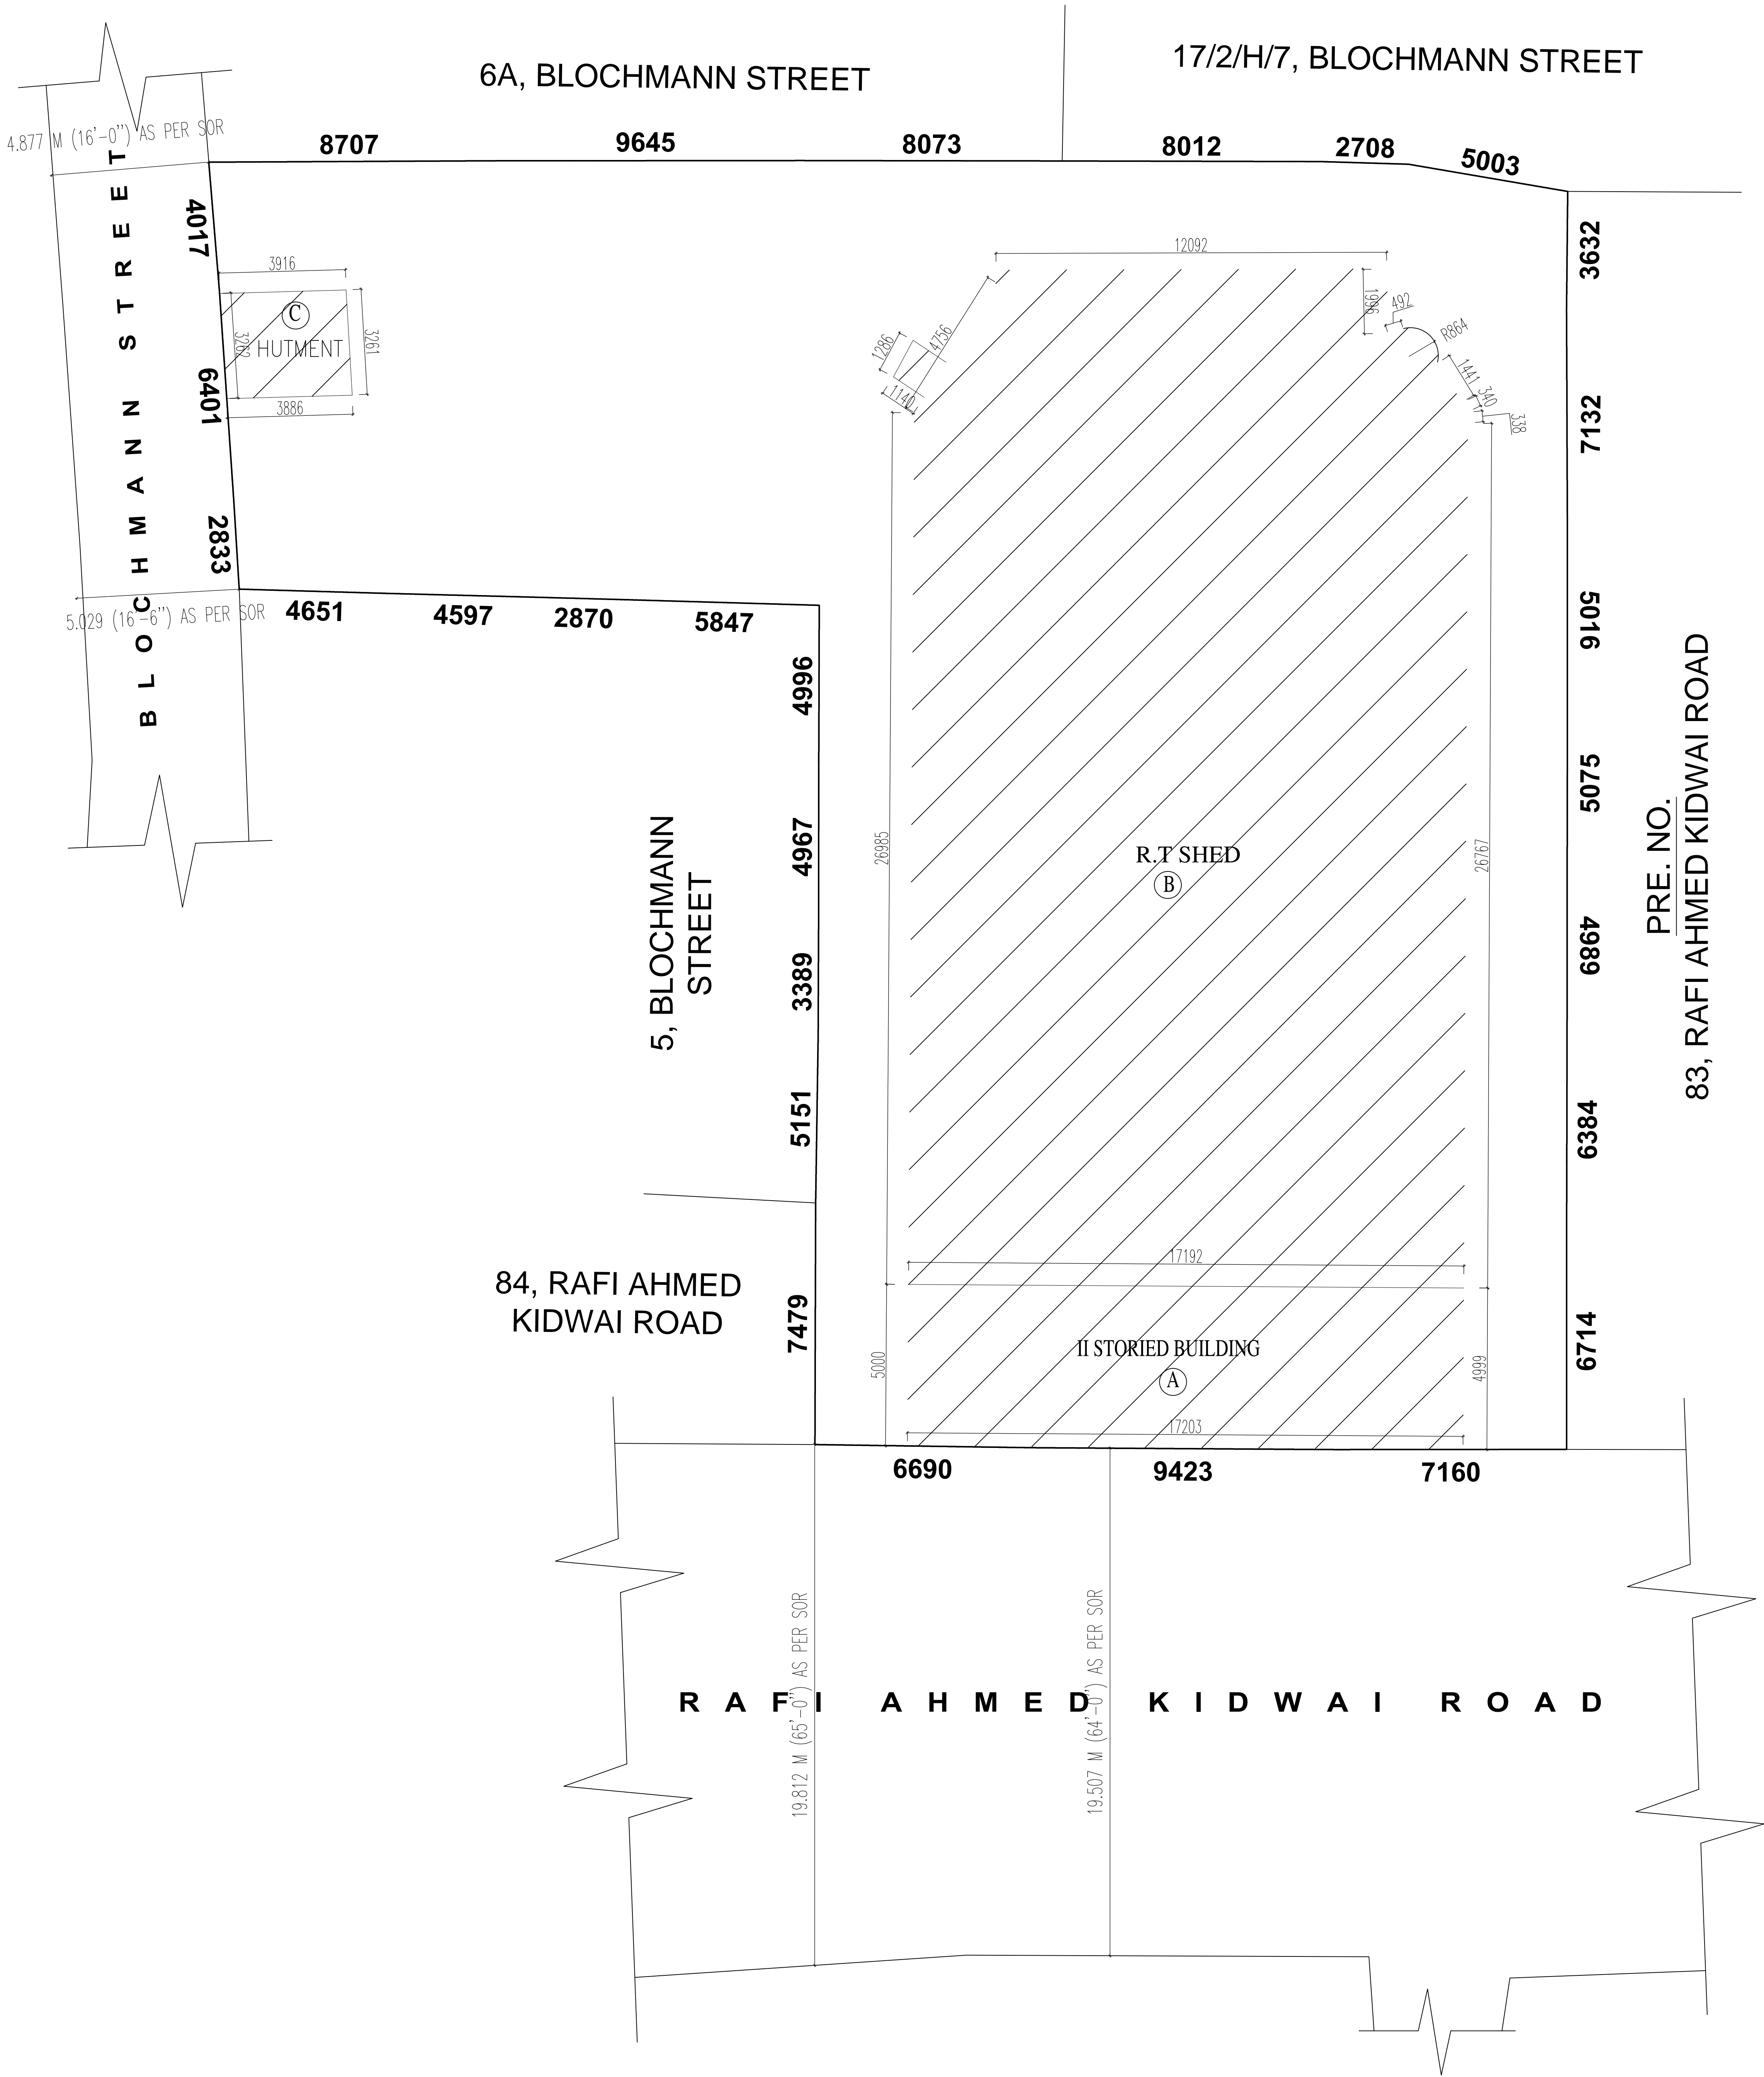 6A, BLOCHMANN STREET
17/2/H/7, BLOCHMANN STREET
4.877 M (16'-0") AS PER SOR
8707
9645
8073
8012
2708
5003
BLOCHMANN STREET
4017
6401
2833
3916
C
HUTMENT
3262
3261
3886
12092
1996
492
R864
1441
340
338
1286
4756
1140
3632
7132
5016
5075
4989
6384
6714
5.029 (16'-6") AS PER SOR
4651
4597
2870
5847
4996
4967
3389
5151
7479
5, BLOCHMANN
STREET
26985
R.T SHED
B
26767
PRE. NO.
83, RAFI AHMED KIDWAI ROAD
84, RAFI AHMED
KIDWAI ROAD
17192
II STORIED BUILDING
A
5000
4999
17203
6690
9423
7160
19.812 M (65'-0") AS PER SOR
19.507 M (64'-0") AS PER SOR
RAFI AHMED KIDWAI ROAD